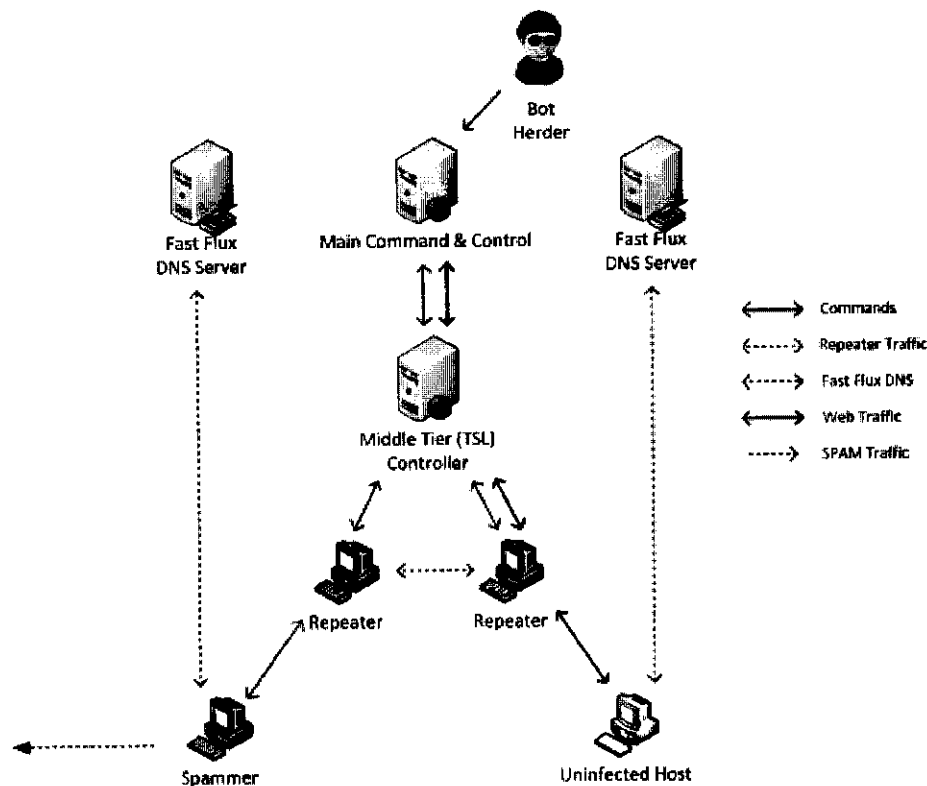 Bot
Herder
Fast Flux
DNS Server
Main Command & Control
Fast Flux
DNS Server
Commands
Repeater Traffic
Fast Flux DNS
Web Traffic
SPAM Traffic
Middle Tier (TSL)
Controller
Repeater
Repeater
Spammer
Uninfected Host